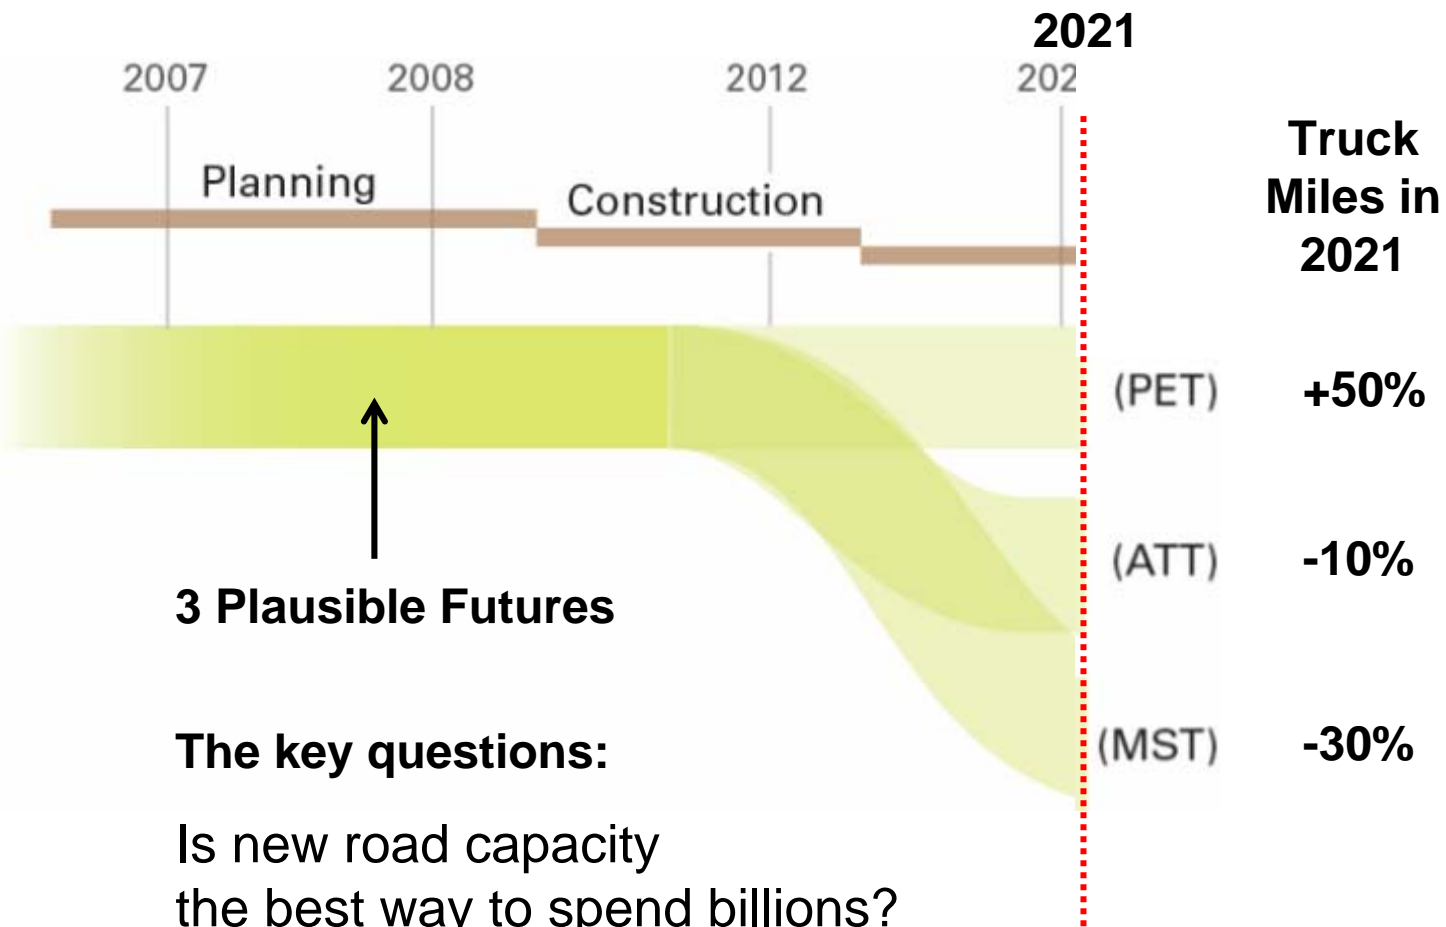 2021
2007
2008
2012
202
Truck
Miles in
2021
Planning
Construction
(PET)
+50%
(ATT)
-10%
3 Plausible Futures
(MST)
-30%
The key questions:
Is new road capacity
the best way to spend billions?